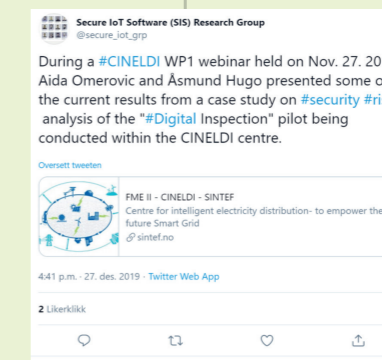 Secure IoT Software (SIS) Research Group
@secure_iot_grp
During a #CINELDI WP1 webinar held on Nov. 27. 20
Aida Omerovic and Åsmund Hugo presented some o
the current results from a case study on #security #ri
analysis of the "#Digital Inspection" pilot being
conducted within the CINELDI centre.
Oversett tweeten
FME II - CINELDI - SINTEF
Centre for intelligent electricity distribution- to empower the
future Smart Grid
sintef.no
4:41 p.m. · 27. des. 2019 · Twitter Web App
2 Likerklikk